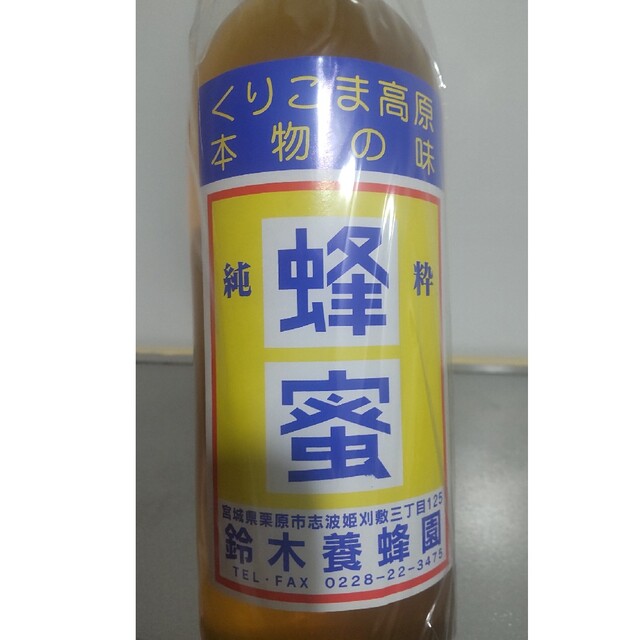 くりこま高原
本物の味
純粋
蜂蜜
宮城県栗原市志波姫刈敷三丁目125
鈴木養蜂園
TEL・FAX 0228-22-3475